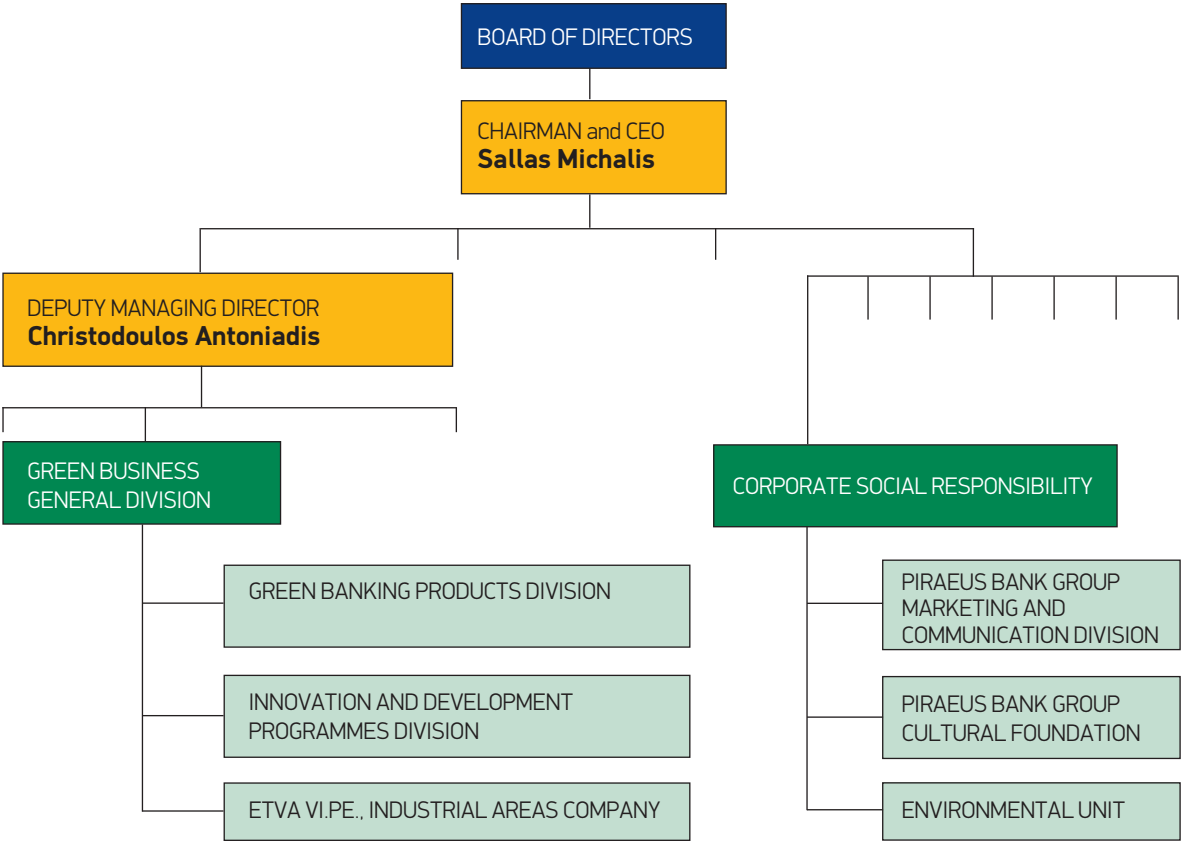 BOARD OF DIRECTORS
CHAIRMAN and CEO
Sallas Michalis
DEPUTY MANAGING DIRECTOR
Christodoulos Antoniadis
GREEN BUSINESS
GENERAL DIVISION
GREEN BANKING PRODUCTS DIVISION
INNOVATION AND DEVELOPMENT
PROGRAMMES DIVISION
ETVA VI.PE., INDUSTRIAL AREAS COMPANY
CORPORATE SOCIAL RESPONSIBILITY
PIRAEUS BANK GROUP
MARKETING AND
COMMUNICATION DIVISION
PIRAEUS BANK GROUP
CULTURAL FOUNDATION
ENVIRONMENTAL UNIT